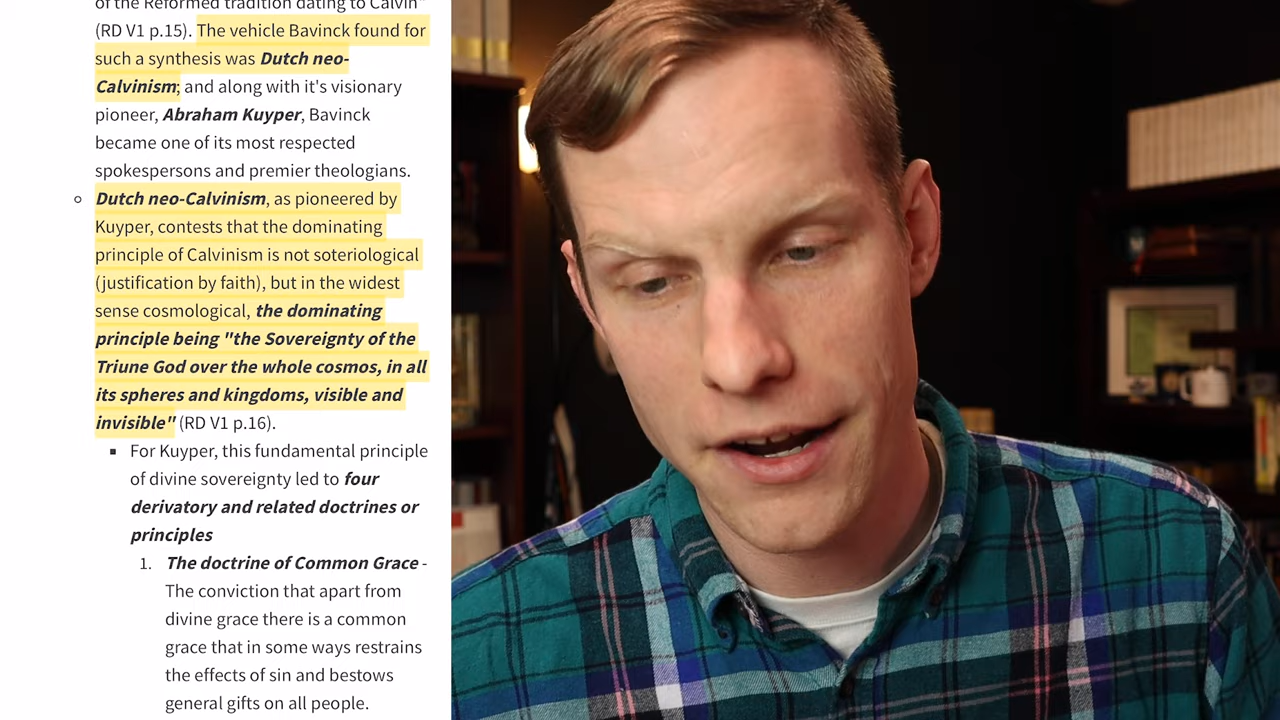 of the Reformed tradition dating to Calvin"
(RD V1 p.15). The vehicle Bavinck found for
such a synthesis was Dutch neo-
Calvinism; and along with it's visionary
pioneer, Abraham Kuyper, Bavinck
became one of its most respected
spokespersons and premier theologians.
Dutch neo-Calvinism, as pioneered by
Kuyper, contests that the dominating
principle of Calvinism is not soteriological
(justification by faith), but in the widest
sense cosmological, the dominating
principle being "the Sovereignty of the
Triune God over the whole cosmos, in all
its spheres and kingdoms, visible and
invisible" (RD V1 p.16).
For Kuyper, this fundamental principle
of divine sovereignty led to four
derivatory and related doctrines or
principles
1. The doctrine of Common Grace -
The conviction that apart from
divine grace there is a common
grace that in some ways restrains
the effects of sin and bestows
general gifts on all people.